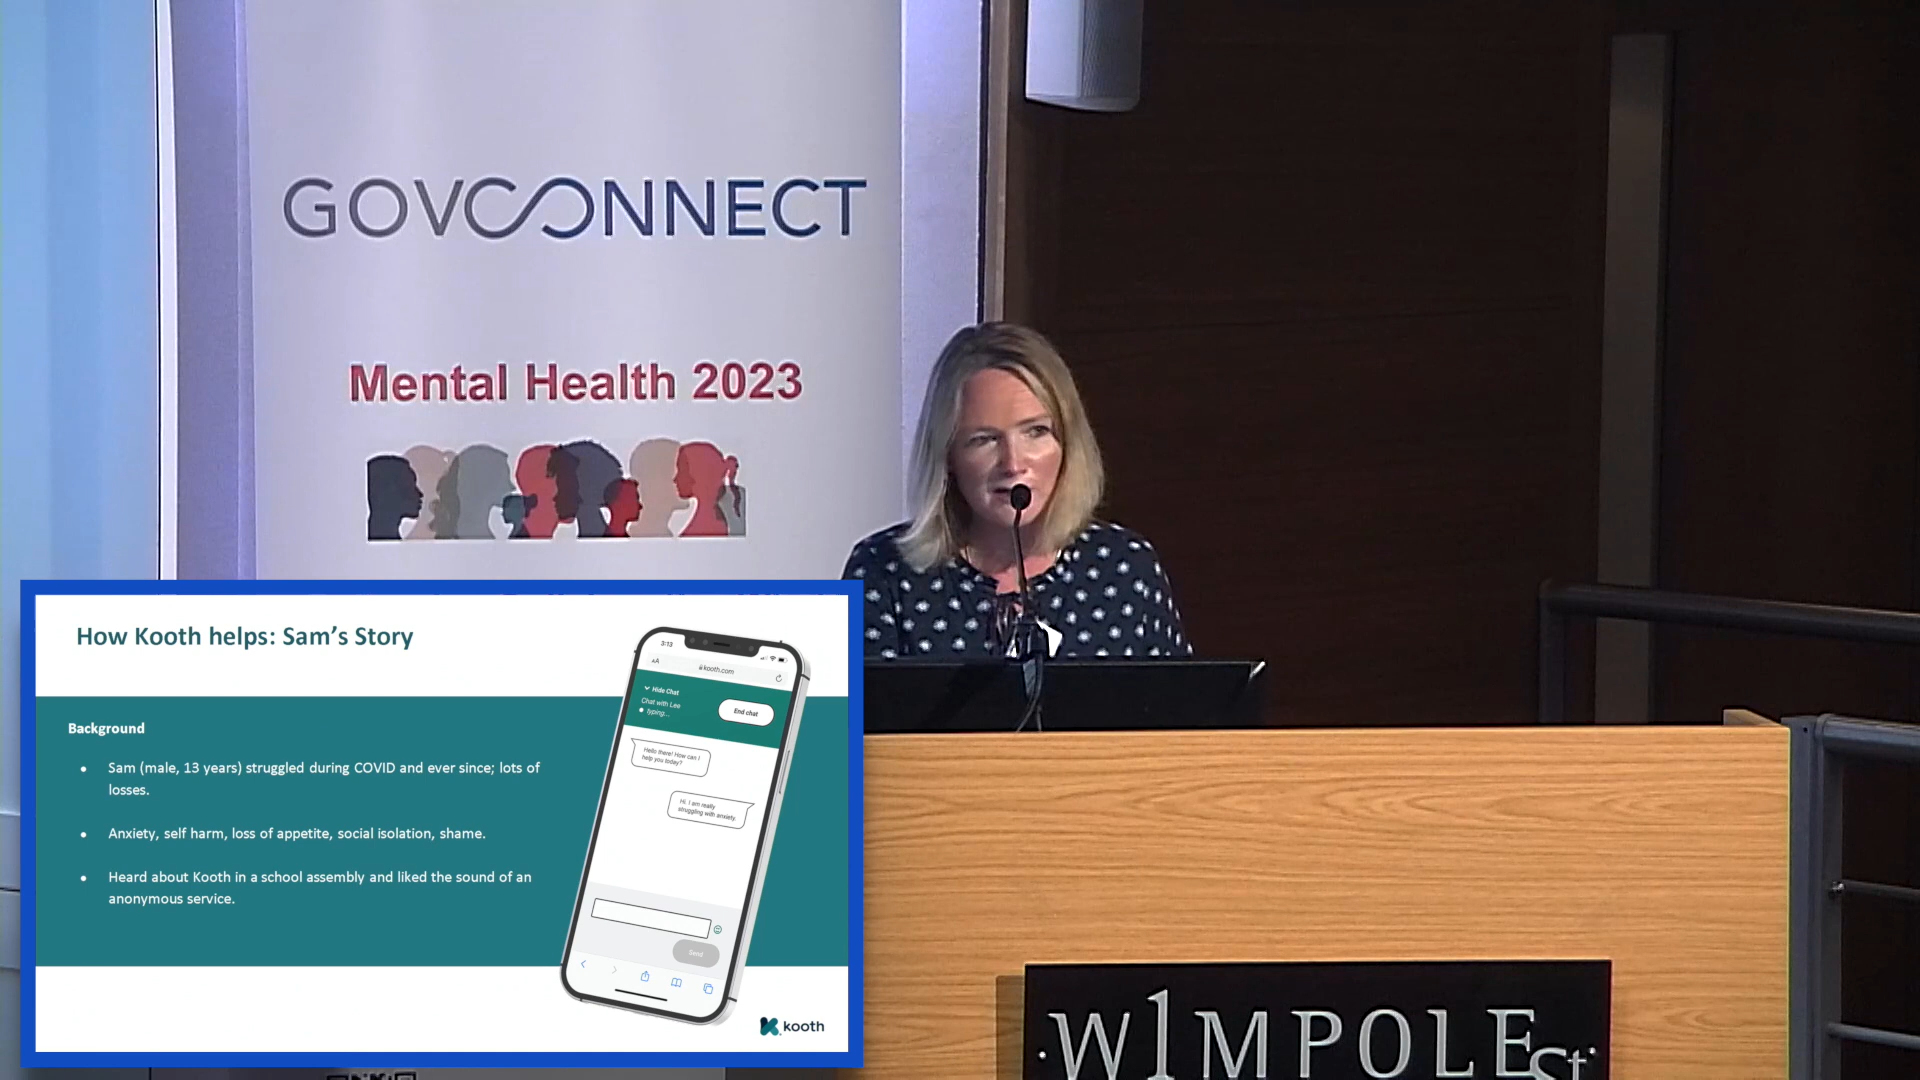 GOVCONNECT
Mental Health 2023
How Kooth helps: Sam's Story
Background
• Sam (male, 13 years) struggled during COVID and ever since; lots of
losses.
• Anxiety, self harm, loss of appetite, social isolation, shame.
• Heard about Kooth in a school assembly and liked the sound of an
anonymous service.
3:13
AA
kooth.com
Hide Chat
Chat with Lee
typing...
End chat
Hello there! How can I
help you today?
Hi. I am really
struggling with anxiety.
Send
kooth
W1MPOLE St